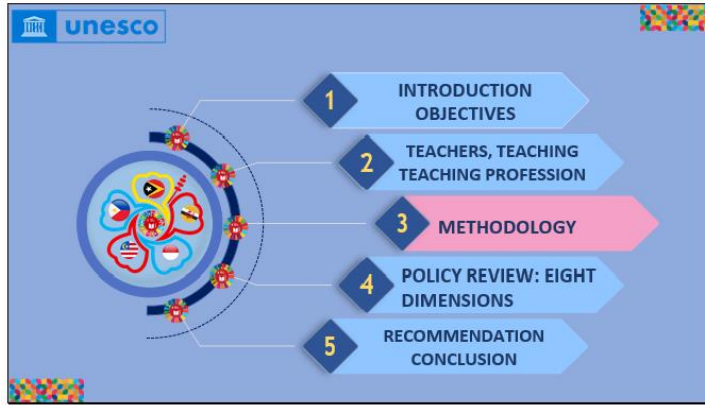 unesco
1
INTRODUCTION
OBJECTIVES
2
TEACHERS, TEACHING
TEACHING PROFESSION
3
METHODOLOGY
4
POLICY REVIEW: EIGHT
DIMENSIONS
5
RECOMMENDATION
CONCLUSION